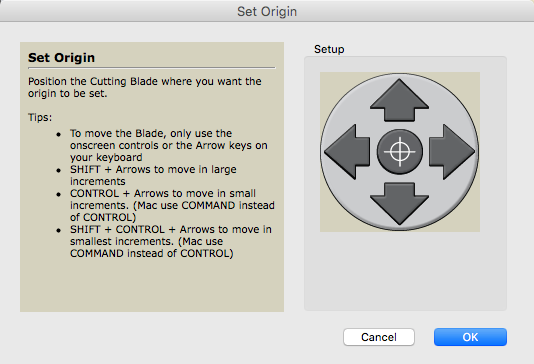 Set Origin
Set Origin
Position the Cutting Blade where you want the
origin to be set.
Tips:
• To move the Blade, only use the
onscreen controls or the Arrow keys on
your keyboard
• SHIFT + Arrows to move in large
increments
• CONTROL + Arrows to move in small
increments. (Mac use COMMAND instead
of CONTROL)
• SHIFT + CONTROL + Arrows to move in
smallest increments. (Mac use
COMMAND instead of CONTROL)
Setup
Cancel
OK